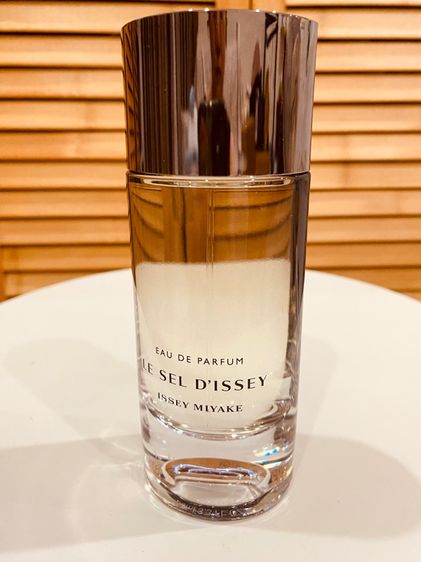 EAU DE PARFUM
LE SEL D'ISSEY
ISSEY MIYAKE